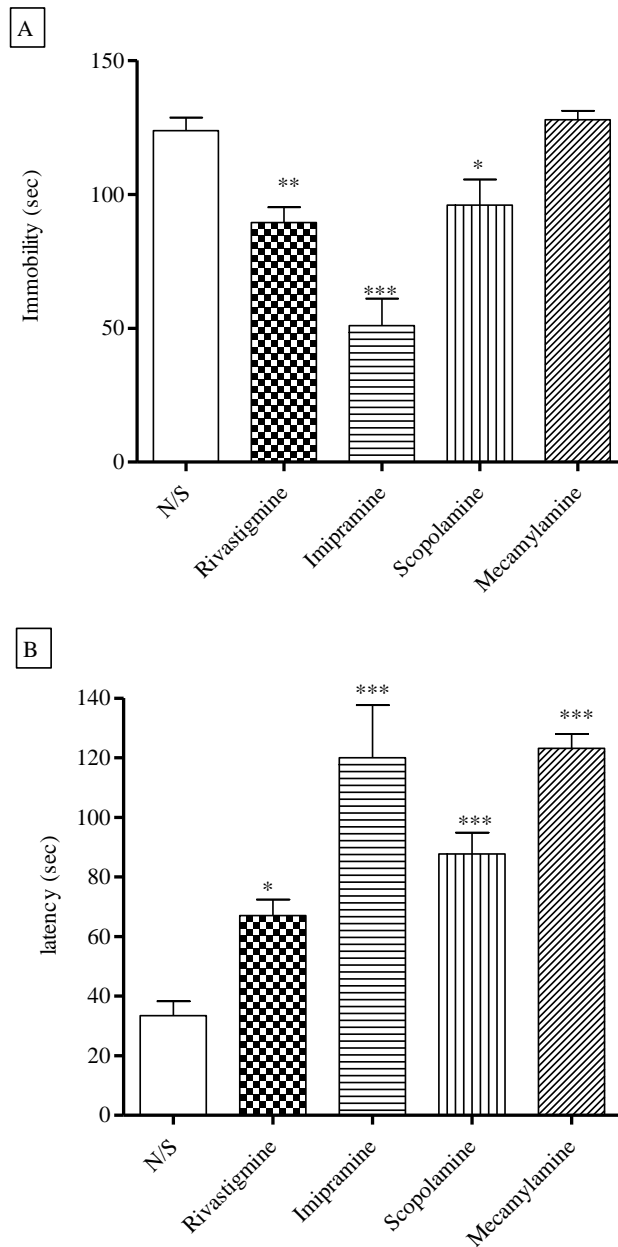 A
150
100
50
0
Immobility (sec)
**
***
*
N/S
Rivastigmine
Imipramine
Scopolamine
Mecamylamine
B
140
120
100
80
60
40
20
0
latency (sec)
*
***
***
***
N/S
Rivastigmine
Imipramine
Scopolamine
Mecamylamine